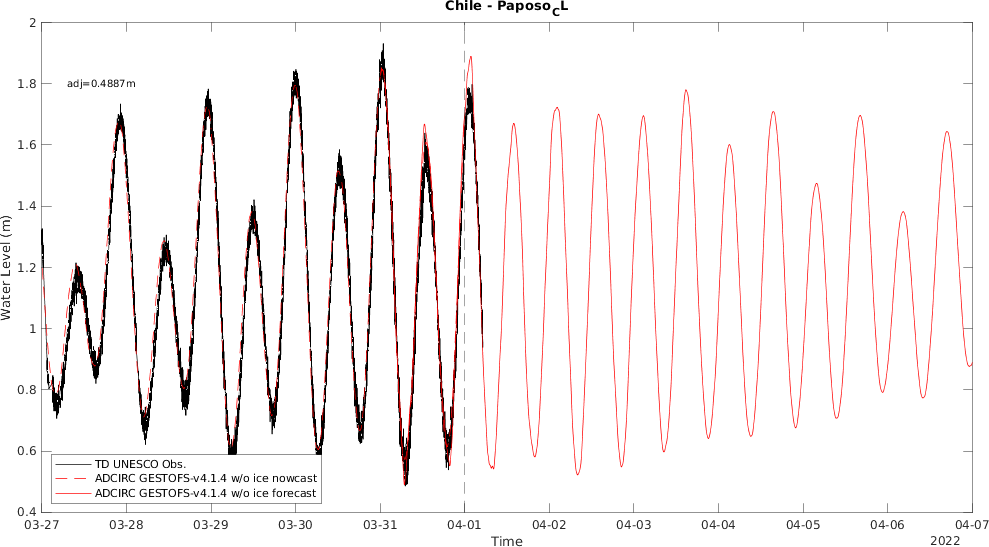 Chile - Paposo_CL
2
1.8
adj=0.4887m
1.6
1.4
1.2
1
0.8
0.6
0.4
Water Level (m)
TD UNESCO Obs.
ADCIRC GESTOFS-v4.1.4 w/o ice nowcast
ADCIRC GESTOFS-v4.1.4 w/o ice forecast
03-27 03-28 03-29 03-30 03-31 04-01 04-02 04-03 04-04 04-05 04-06 04-07
Time
2022